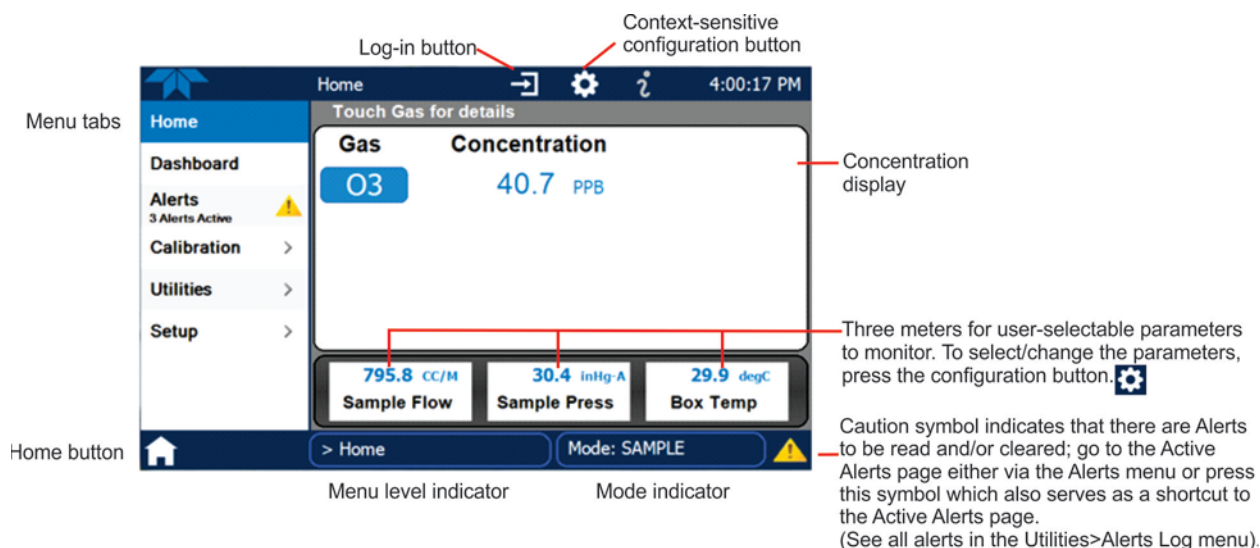 Context-sensitive
configuration button
Log-in button
Home
4:00:17 PM
Menu tabs
Home
Dashboard
Alerts
3 Alerts Active
Calibration
Utilities
Setup
Touch Gas for details
Gas Concentration
O3 40.7 PPB
Concentration
display
795.8 CC/M
Sample Flow
30.4 inHg-A
Sample Press
29.9 degC
Box Temp
Three meters for user-selectable parameters
to monitor. To select/change the parameters,
press the configuration button.
Home button
> Home
Mode: SAMPLE
Menu level indicator
Mode indicator
Caution symbol indicates that there are Alerts
to be read and/or cleared; go to the Active
Alerts page either via the Alerts menu or press
this symbol which also serves as a shortcut to
the Active Alerts page.
(See all alerts in the Utilities>Alerts Log menu).